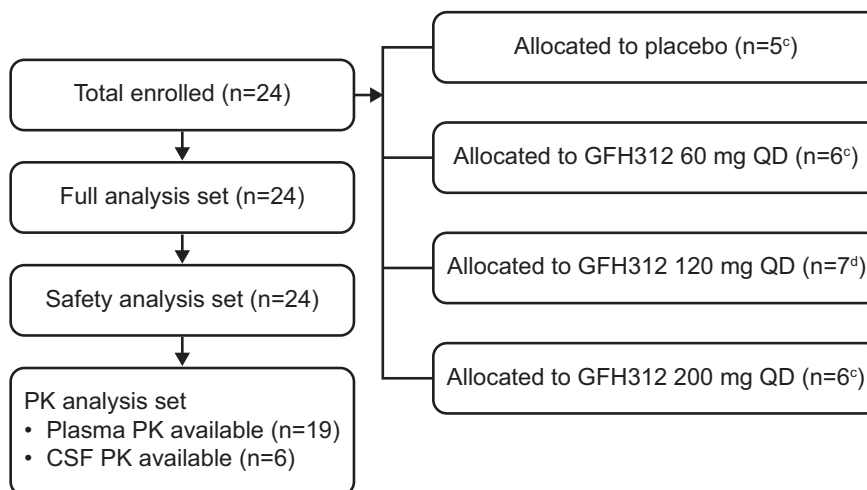 Total enrolled (n=24)
Full analysis set (n=24)
Safety analysis set (n=24)
PK analysis set
• Plasma PK available (n=19)
• CSF PK available (n=6)
Allocated to placebo (n=5ᶜ)
Allocated to GFH312 60 mg QD (n=6ᶜ)
Allocated to GFH312 120 mg QD (n=7ᵈ)
Allocated to GFH312 200 mg QD (n=6ᶜ)